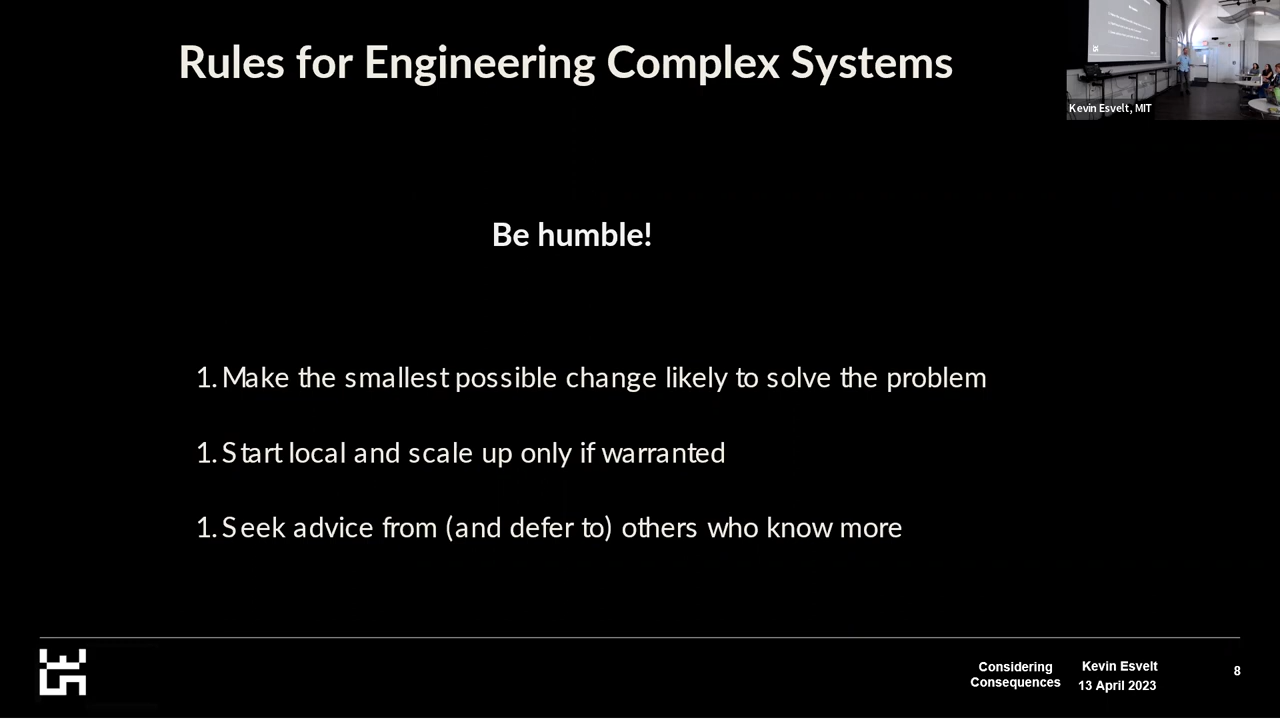 Rules for Engineering Complex Systems
Kevin Esvelt, MIT
Be humble!
1. Make the smallest possible change likely to solve the problem
1. Start local and scale up only if warranted
1. Seek advice from (and defer to) others who know more
Considering
Consequences
Kevin Esvelt
13 April 2023
8